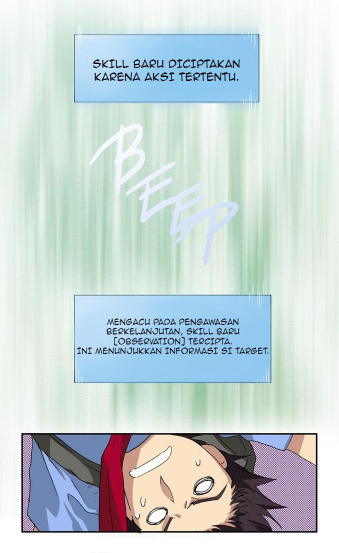 SKILL BARU DICIPTAKAN
KARENA AKSI TERTENTU.
BEEP
MENGACU PADA PENGAWASAN
BERKELANJUTAN, SKILL BARU
[OBSERVATION] TERCIPTA.
INI MENUNJUKKAN INFORMASI SI TARGET.